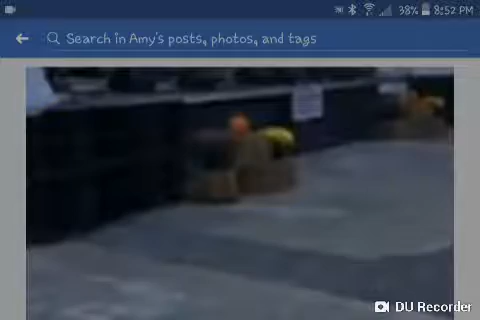 38% 8:52 PM
Search in Amy's posts, photos, and tags
DU Recorder